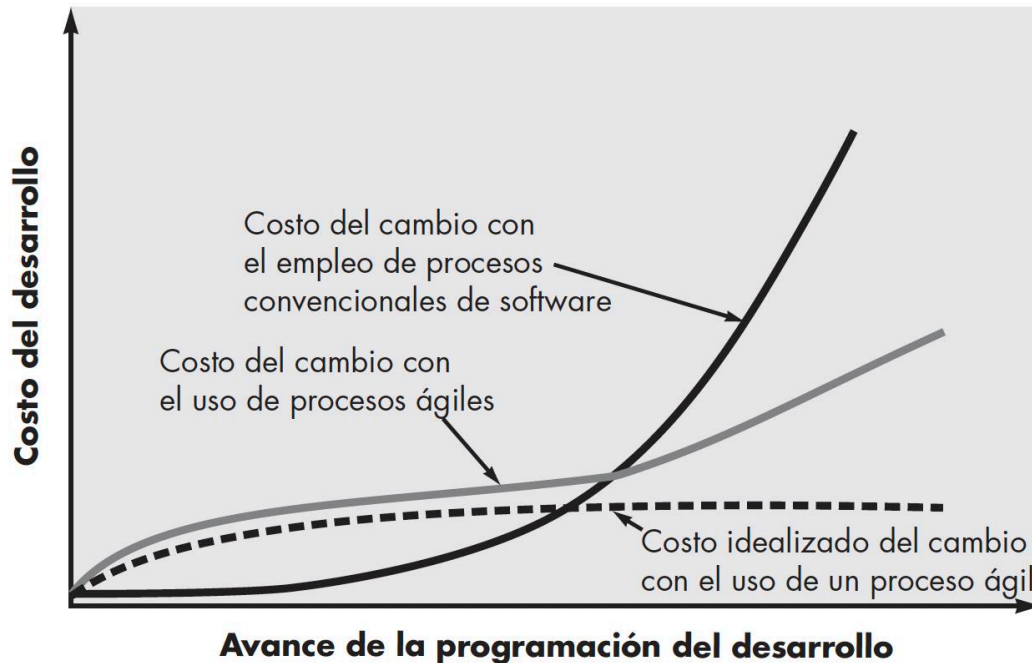 Costo del desarrollo
Costo del cambio con
el empleo de procesos
convencionales de software
Costo del cambio con
el uso de procesos ágiles
Costo idealizado del cambio
con el uso de un proceso ágil
Avance de la programación del desarrollo